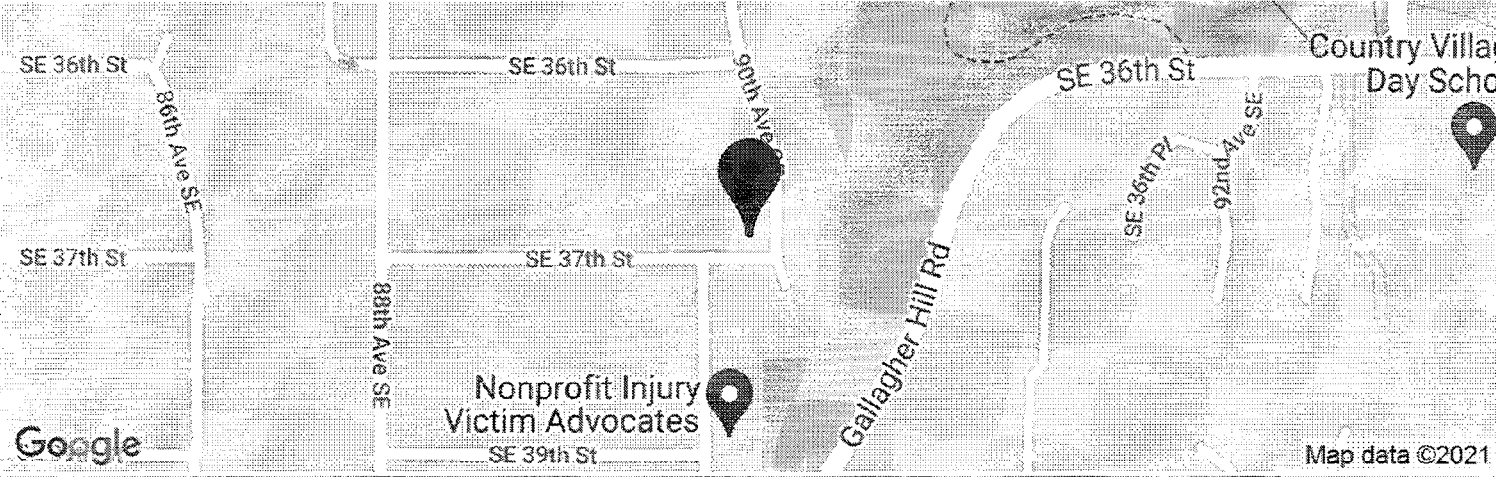 SE 36th St
SE 36th St
90th Ave
SE 36th St
Country
Day
86th Ave SE
SE 36th Pl
92nd Ave SE
SE 37th St
SE 37th St
88th Ave SE
Gallagher Hill Rd
Nonprofit Injury
Victim Advocates
Google
SE 39th St
Map data ©2021